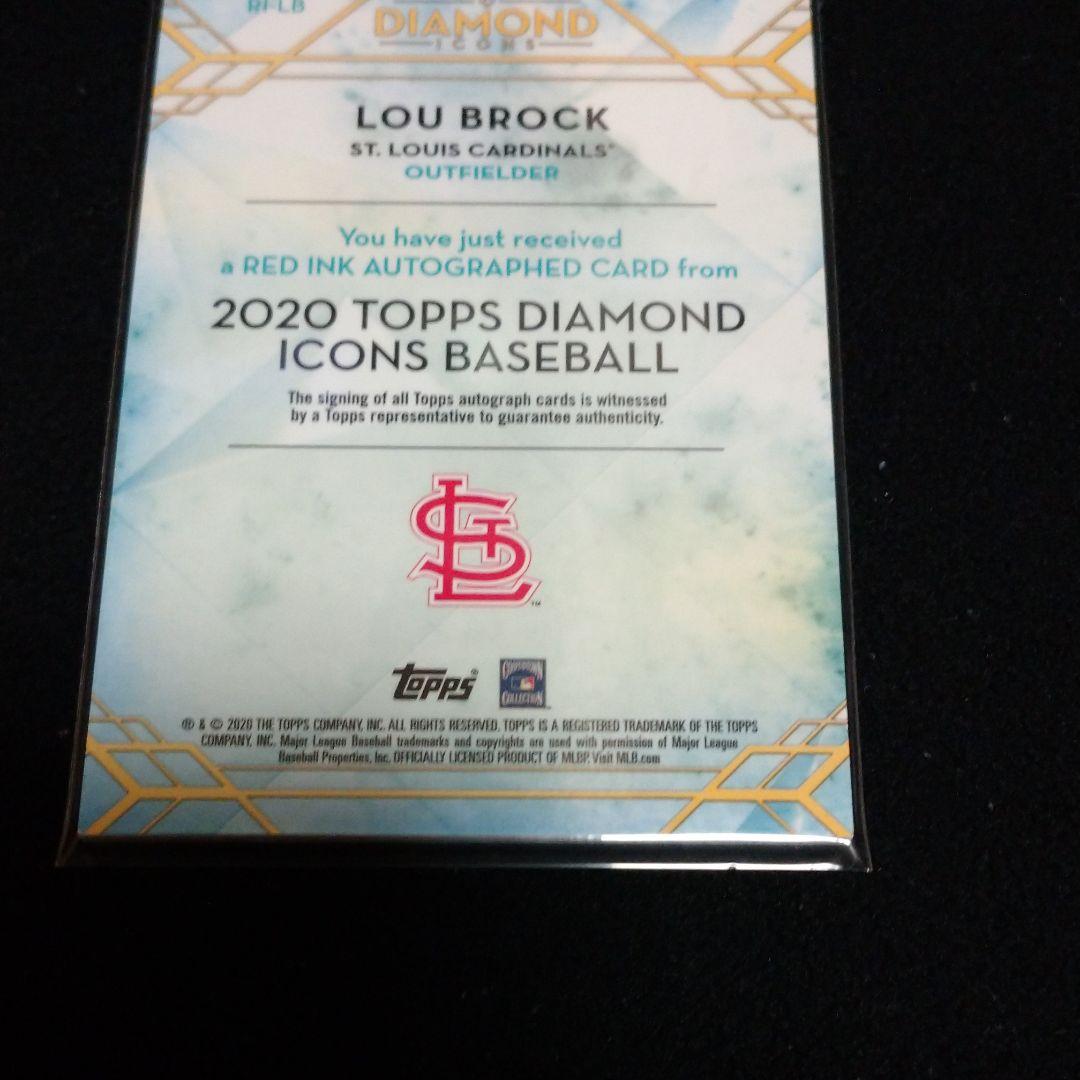 RI-LB
DIAMOND
ICONS
LOU BROCK
ST. LOUIS CARDINALS®
OUTFIELDER
You have just received
a RED INK AUTOGRAPHED CARD from
2020 TOPPS DIAMOND
ICONS BASEBALL
The signing of all Topps autograph cards is witnessed
by a Topps representative to guarantee authenticity.
STL™
topps®
COOPERSTOWN
COLLECTION
® & © 2020 THE TOPPS COMPANY, INC. ALL RIGHTS RESERVED. TOPPS IS A REGISTERED TRADEMARK OF THE TOPPS
COMPANY, INC. Major League Baseball trademarks and copyrights are used with permission of Major League
Baseball Properties, Inc. OFFICIALLY LICENSED PRODUCT OF MLBP. Visit MLB.com